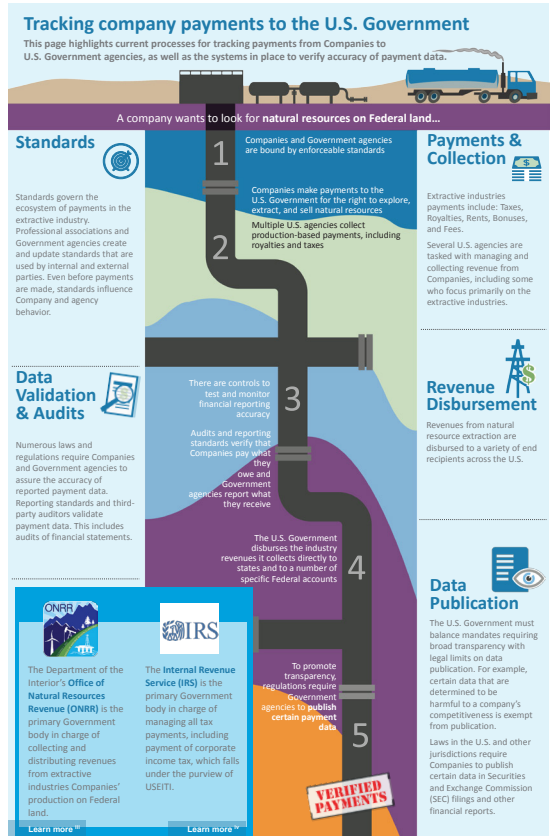 Tracking company payments to the U.S. Government
This page highlights current processes for tracking payments from Companies to
U.S. Government agencies, as well as the systems in place to verify accuracy of payment data.
A company wants to look for natural resources on Federal land...
Standards
Standards govern the
ecosystem of payments in the
extractive industry.
Professional associations and
Government agencies create
and update standards that are
used by internal and external
parties. Even before payments
are made, standards influence
Company and agency
behavior.
1
Companies and Government agencies
are bound by enforceable standards
Companies make payments to the
U.S. Government for the right to explore,
extract, and sell natural resources
2
Multiple U.S. agencies collect
production-based payments, including
royalties and taxes
Payments &
Collection
Extractive industries
payments include: Taxes,
Royalties, Rents, Bonuses,
and Fees.
Several U.S. agencies are
tasked with managing and
collecting revenue from
Companies, including some
who focus primarily on the
extractive industries.
Data
Validation
& Audits
Numerous laws and
regulations require Companies
and Government agencies to
assure the accuracy of
reported payment data.
Reporting standards and third-
party auditors validate
payment data. This includes
audits of financial statements.
There are controls to
test and monitor
financial reporting
accuracy
3
Audits and reporting
standards verify that
Companies pay what
they
owe and
Government
agencies report what
they receive
$
Revenue
Disbursement
Revenues from natural
resource extraction are
disbursed to a variety of end
recipients across the U.S.
The U.S. Government
disburses the industry
revenues it collects directly to
states and to a number of
specific Federal accounts
4
Data
Publication
The U.S. Government must
balance mandates requiring
broad transparency with
legal limits on data
publication. For example,
certain data that are
determined to be
harmful to a company's
competitiveness is exempt
from publication.
Laws in the U.S. and other
jurisdictions require
Companies to publish
certain data in Securities
and Exchange Commission
(SEC) filings and other
financial reports.
ONRR
The Department of the
Interior's Office of
Natural Resources
Revenue (ONRR) is the
primary Government
body in charge of
collecting and
distributing revenues
from extractive
industries Companies'
production on Federal
land.
Learn more
IRS
The Internal Revenue
Service (IRS) is the
primary Government
body in charge of
managing all tax
payments, including
payment of corporate
income tax, which falls
under the purview of
USEITI.
Learn more
To promote
transparency,
regulations require
Government
agencies to publish
certain payment
data
5
VERIFIED
PAYMENTS